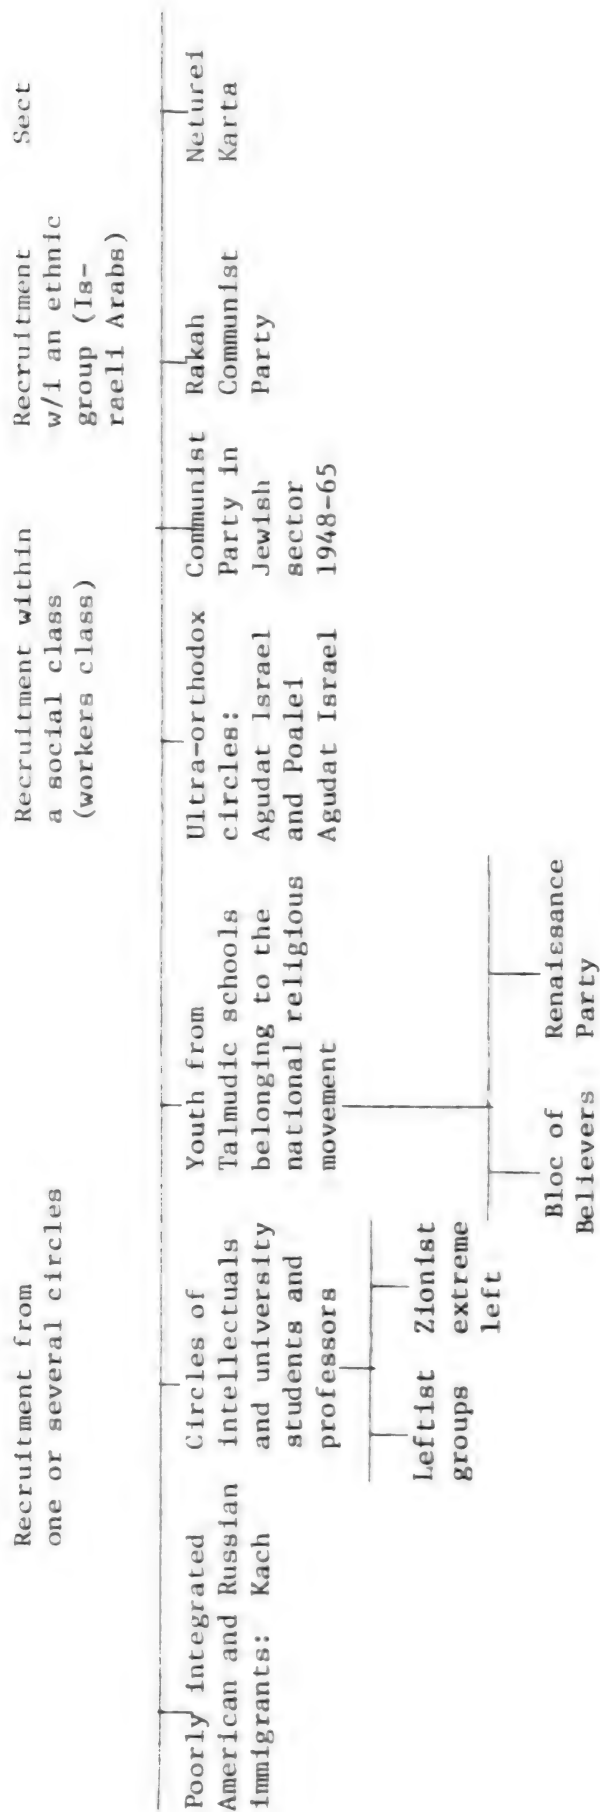 Recruitment from
one or several circles
Recruitment within
a social class
(workers class)
Recruitment
w/i an ethnic
group (Is-
raeli Arabs)
Sect
Poorly integrated
American and Russian
immigrants: Kach
Circles of
intellectuals
and university
students and
professors
Leftist
groups
Zionist
extreme
left
Youth from
Talmudic schools
belonging to the
national religious
movement
Bloc of
Believers
Renaissance
Party
Ultra-orthodox
circles:
Agudat Israel
and Poalei
Agudat Israel
Communist
Party in
Jewish
sector
1948-65
Rakah
Communist
Party
Neturei
Karta